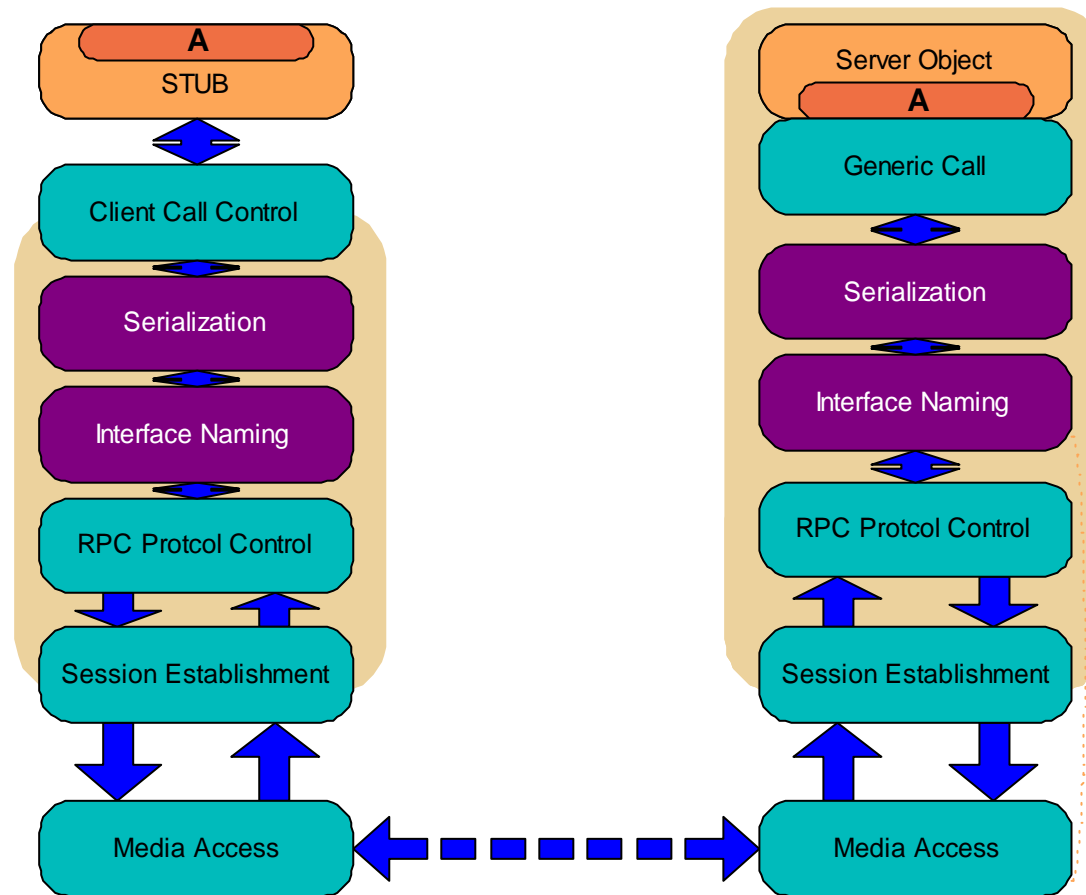 A
STUB
Client Call Control
Serialization
Interface Naming
RPC Protcol Control
Session Establishment
Media Access
Server Object
A
Generic Call
Serialization
Interface Naming
RPC Protcol Control
Session Establishment
Media Access